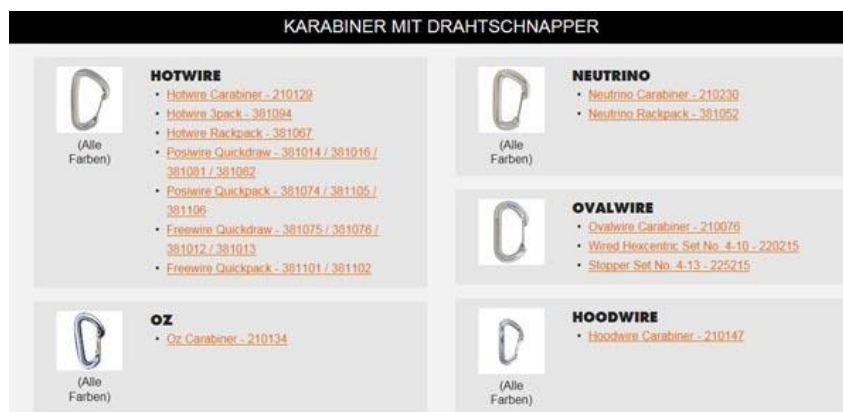 KARABINER MIT DRAHTSCHNAPPER
HOTWIRE
• Hotwire Carabiner - 210129
• Hotwire 3pack - 381094
• Hotwire Rackpack - 381067
• Posiwire Quickdraw - 381014 / 381016 /
381081 / 381082
• Posiwire Quickpack - 381074 / 381105 /
381106
• Freewire Quickdraw - 381075 / 381076 /
381012 / 381013
• Freewire Quickpack - 381101 / 381102
(Alle
Farben)
OZ
• Oz Carabiner - 210134
(Alle
Farben)
NEUTRINO
• Neutrino Carabiner - 210230
• Neutrino Rackpack - 381052
(Alle
Farben)
OVALWIRE
• Ovalwire Carabiner - 210076
• Wired Hexcentric Set No. 4-10 - 220215
• Stopper Set No. 4-13 - 225215
HOODWIRE
• Hoodwire Carabiner - 210147
(Alle
Farben)